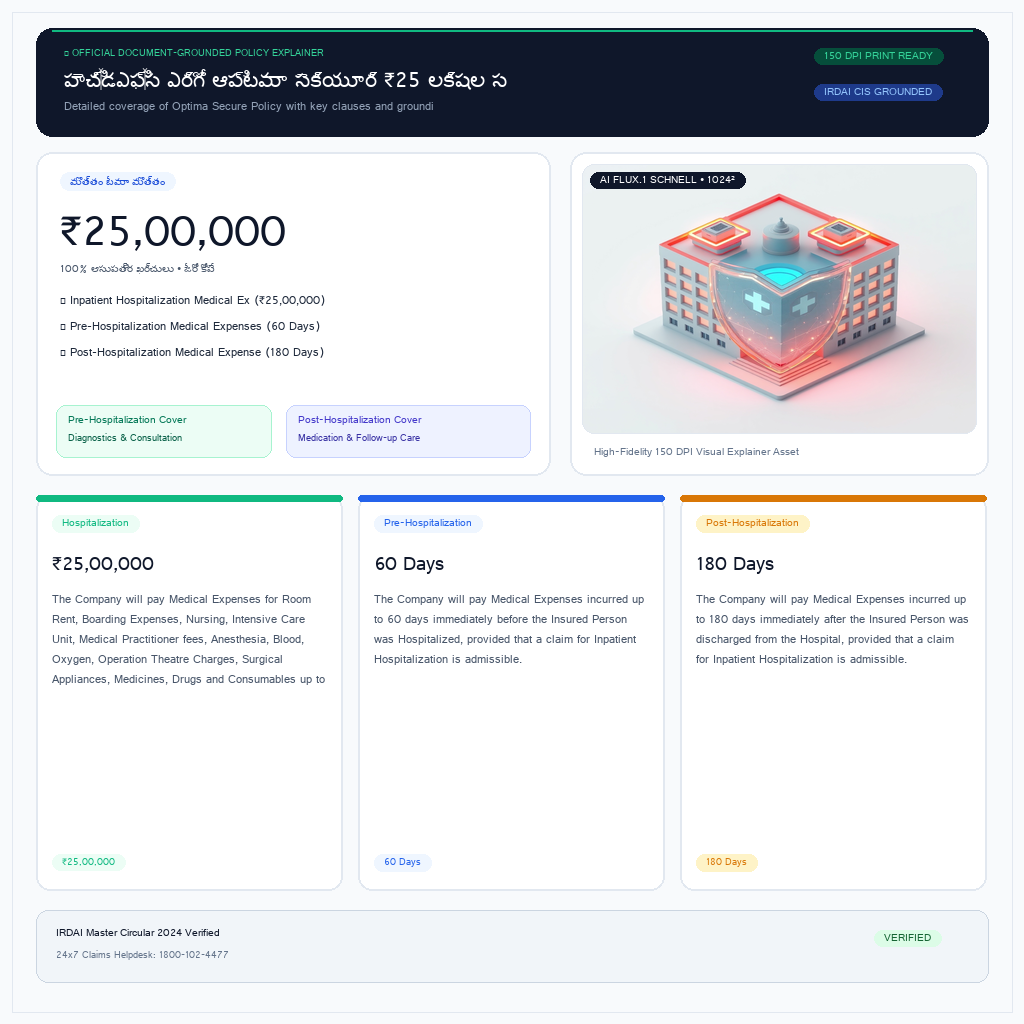 OFFICIAL DOCUMENT-GROUNDED POLICY EXPLAINER
150 DPI PRINT READY
హెచ్‌డీఎఫ్‌సీ ఎర్గో ఆప్టిమా సెక్యూర్ ₹25 లక్షల స
IRDAI CIS GROUNDED
Detailed coverage of Optima Secure Policy with key clauses and groundi
మొత్తం బీమా మొత్తం
₹25,00,000
100% ఆసుపత్రి ఖర్చులు • జీరో కోపే
Inpatient Hospitalization Medical Ex (₹25,00,000)
Pre-Hospitalization Medical Expenses (60 Days)
Post-Hospitalization Medical Expense (180 Days)
Pre-Hospitalization Cover
Diagnostics & Consultation
Post-Hospitalization Cover
Medication & Follow-up Care
AI FLUX.1 SCHNELL • 1024²
High-Fidelity 150 DPI Visual Explainer Asset
Hospitalization
₹25,00,000
The Company will pay Medical Expenses for Room
Rent, Boarding Expenses, Nursing, Intensive Care
Unit, Medical Practitioner fees, Anesthesia, Blood,
Oxygen, Operation Theatre Charges, Surgical
Appliances, Medicines, Drugs and Consumables up to
₹25,00,000
Pre-Hospitalization
60 Days
The Company will pay Medical Expenses incurred up
to 60 days immediately before the Insured Person
was Hospitalized, provided that a claim for Inpatient
Hospitalization is admissible.
60 Days
Post-Hospitalization
180 Days
The Company will pay Medical Expenses incurred up
to 180 days immediately after the Insured Person was
discharged from the Hospital, provided that a claim
for Inpatient Hospitalization is admissible.
180 Days
IRDAI Master Circular 2024 Verified
24x7 Claims Helpdesk: 1800-102-4477
VERIFIED